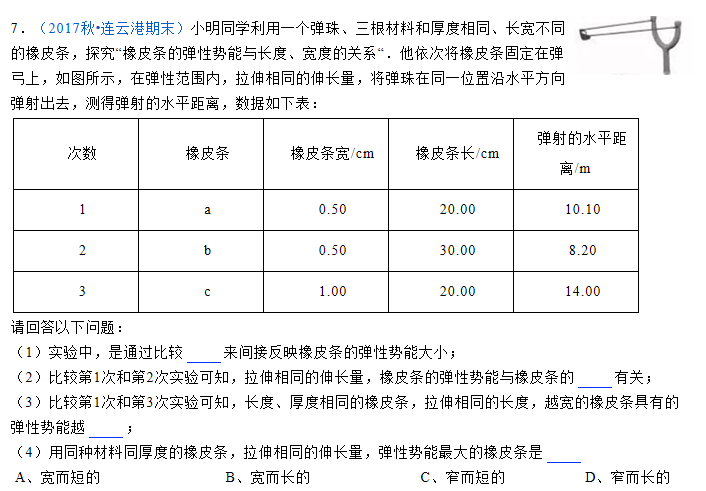 7．（2017秋•连云港期末）小明同学利用一个弹珠、三根材料和厚度相同、长宽不同
的橡皮条，探究“橡皮条的弹性势能与长度、宽度的关系“．他依次将橡皮条固定在弹
弓上，如图所示，在弹性范围内，拉伸相同的伸长量，将弹珠在同一位置沿水平方向
弹射出去，测得弹射的水平距离，数据如下表：
次数 橡皮条 橡皮条宽/cm 橡皮条长/cm 弹射的水平距
离/m
1 a 0.50 20.00 10.10
2 b 0.50 30.00 8.20
3 c 1.00 20.00 14.00
请回答以下问题：
（1）实验中，是通过比较____来间接反映橡皮条的弹性势能大小；
（2）比较第1次和第2次实验可知，拉伸相同的伸长量，橡皮条的弹性势能与橡皮条的____有关；
（3）比较第1次和第3次实验可知，长度、厚度相同的橡皮条，拉伸相同的长度，越宽的橡皮条具有的
弹性势能越____；
（4）用同种材料同厚度的橡皮条，拉伸相同的伸长量，弹性势能最大的橡皮条是____
A、宽而短的 B、宽而长的 C、窄而短的 D、窄而长的